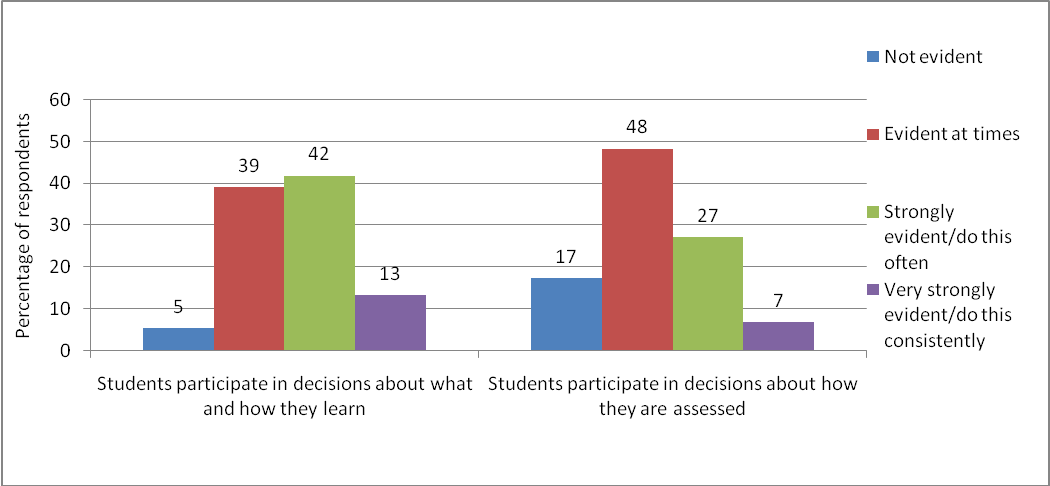 Percentage of respondents
60
50
40
30
20
10
0
5
39
42
13
17
48
27
7
Students participate in decisions about what
and how they learn
Students participate in decisions about how
they are assessed
Not evident
Evident at times
Strongly
evident/do this
often
Very strongly
evident/do this
consistently